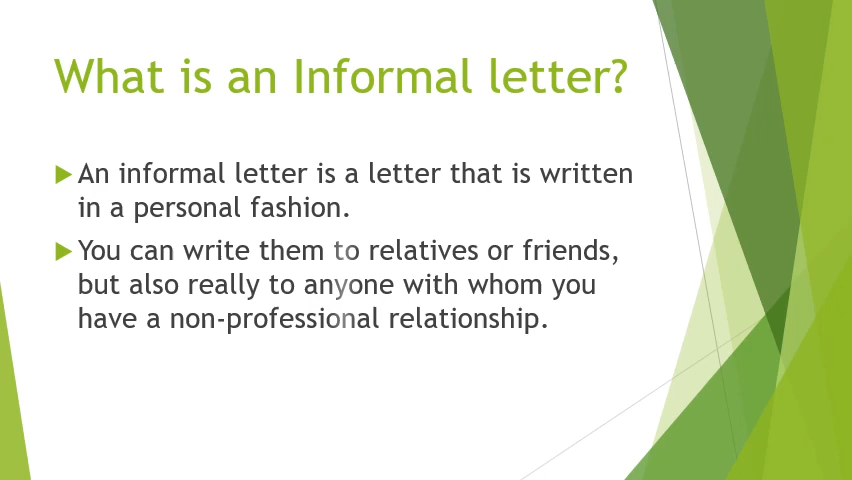 What is an Informal letter?
An informal letter is a letter that is written
in a personal fashion.
You can write them to relatives or friends,
but also really to anyone with whom you
have a non-professional relationship.